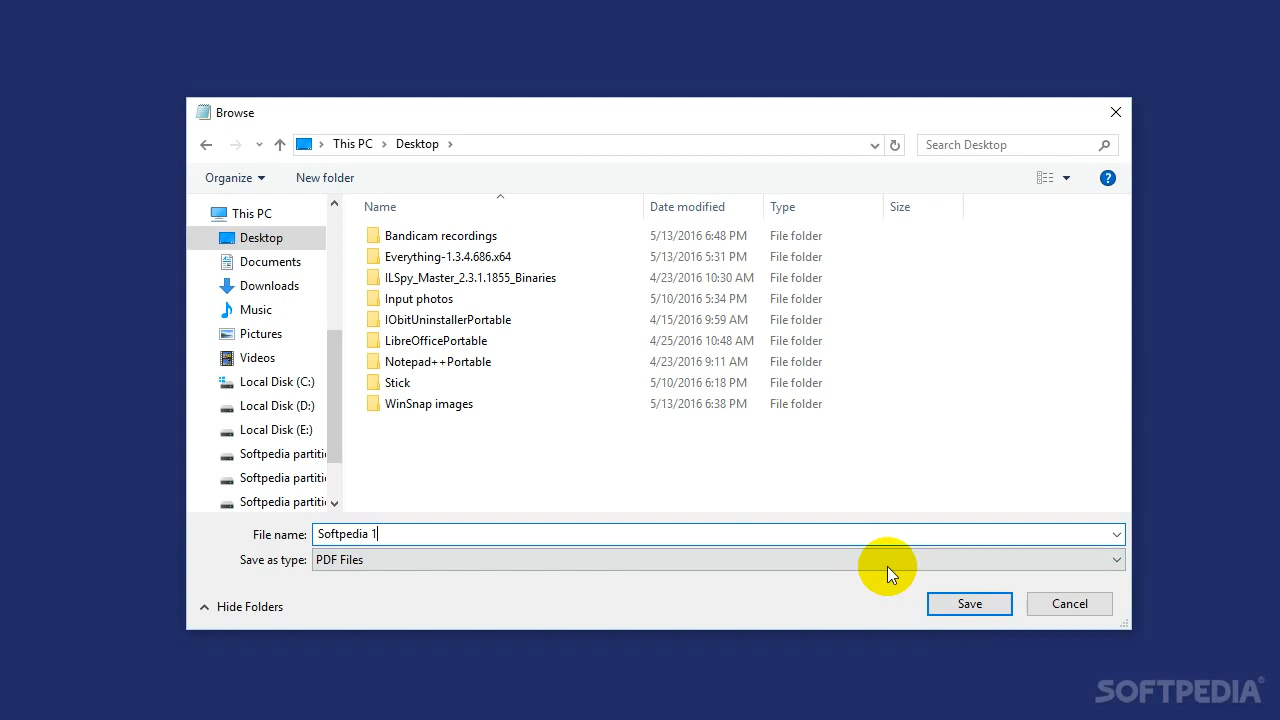 Browse
This PC > Desktop >
Search Desktop
Organize
New folder
?
Name
Date modified
Type
Size
This PC
Desktop
Documents
Downloads
Music
Pictures
Videos
Local Disk (C:)
Local Disk (D:)
Local Disk (E:)
Softpedia partiti
Softpedia partiti
Softpedia partiti
Bandicam recordings 5/13/2016 6:48 PM File folder
Everything-1.3.4.686.x64 5/13/2016 5:31 PM File folder
ILSpy_Master_2.3.1.1855_Binaries 4/23/2016 10:30 AM File folder
Input photos 5/10/2016 5:34 PM File folder
IObitUninstallerPortable 4/15/2016 9:59 AM File folder
LibreOfficePortable 4/25/2016 10:48 AM File folder
Notepad++Portable 4/23/2016 9:11 AM File folder
Stick 5/10/2016 6:18 PM File folder
WinSnap images 5/13/2016 6:38 PM File folder
File name: Softpedia 1
Save as type: PDF Files
Hide Folders
Save
Cancel
SOFTPEDIA®